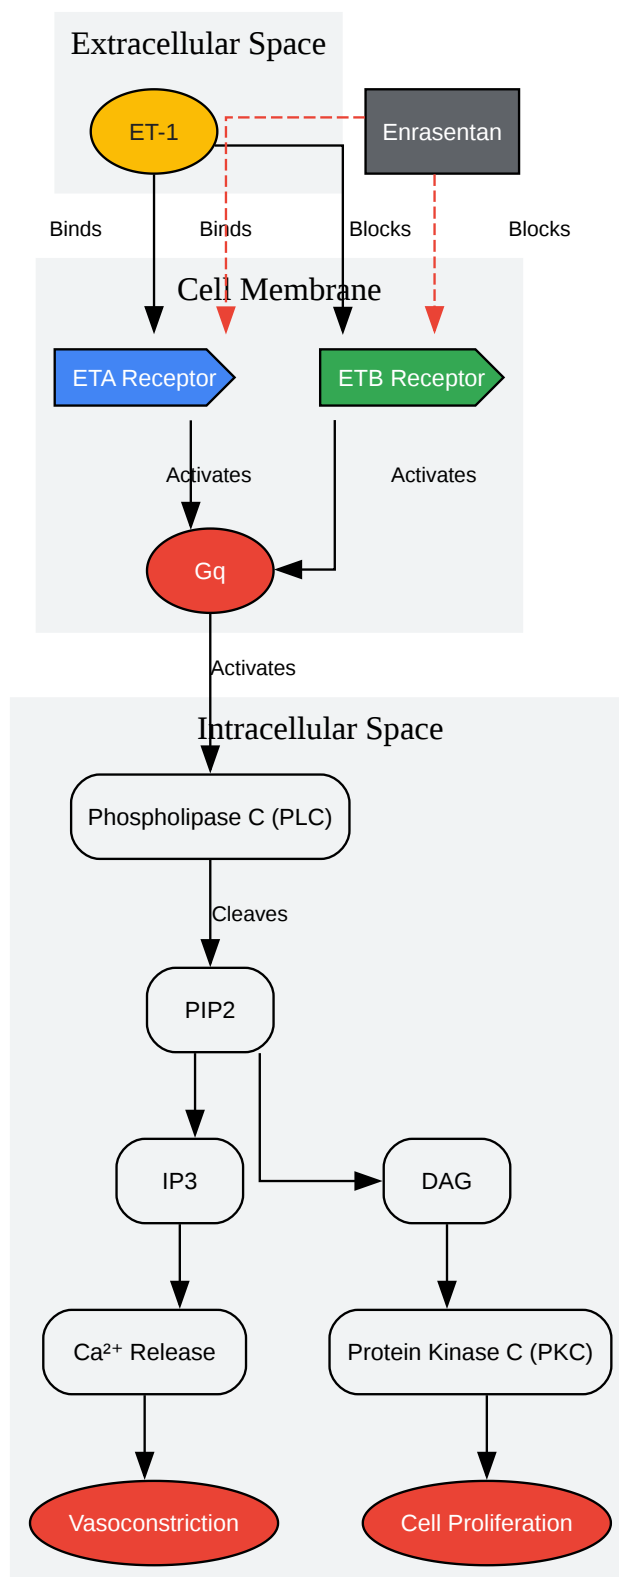 Extracellular Space
ET-1
Enrasentan
Binds
Binds
Blocks
Blocks
Cell Membrane
ETA Receptor
ETB Receptor
Activates
Activates
Gq
Activates
Intracellular Space
Phospholipase C (PLC)
Cleaves
PIP2
IP3
DAG
Ca²⁺ Release
Protein Kinase C (PKC)
Vasoconstriction
Cell Proliferation